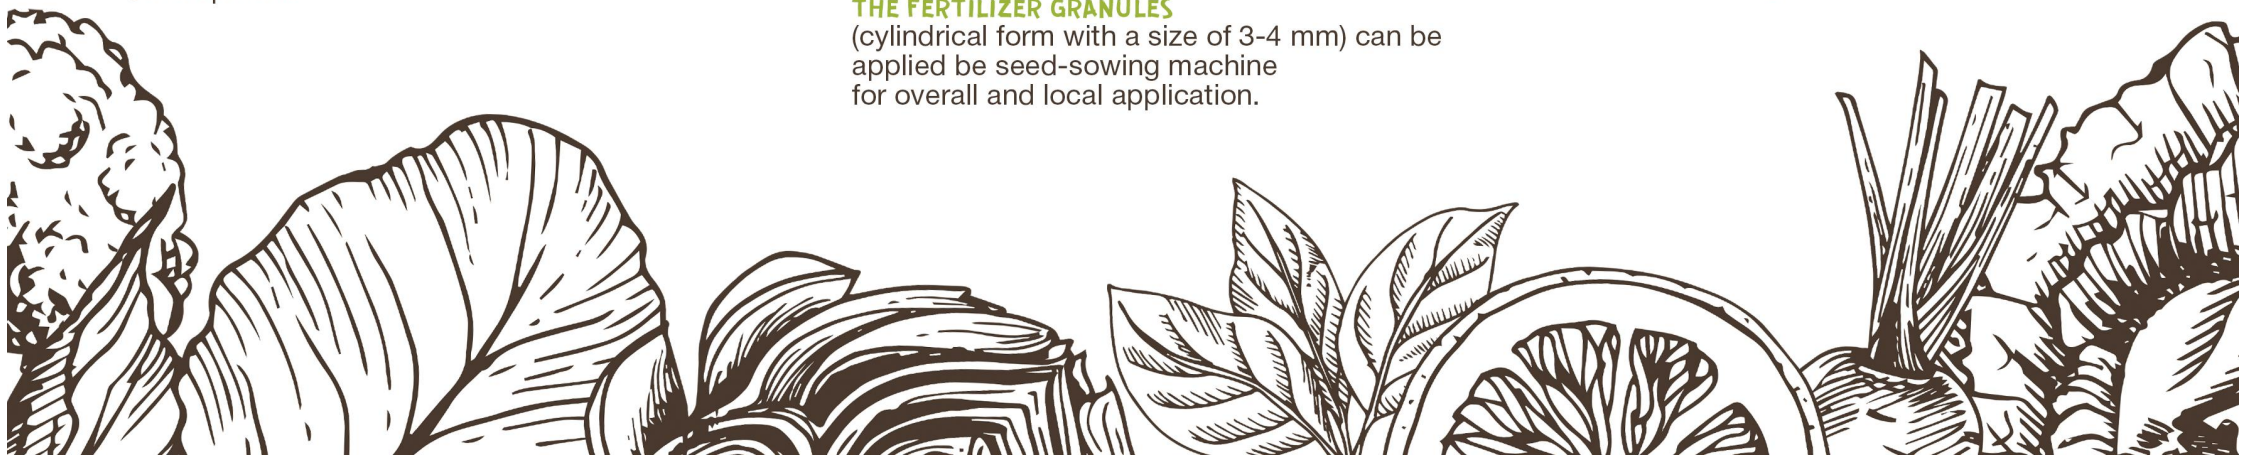 THE FERTILIZER GRANULES
(cylindrical form with a size of 3-4 mm) can be
applied be seed-sowing machine
for overall and local application.